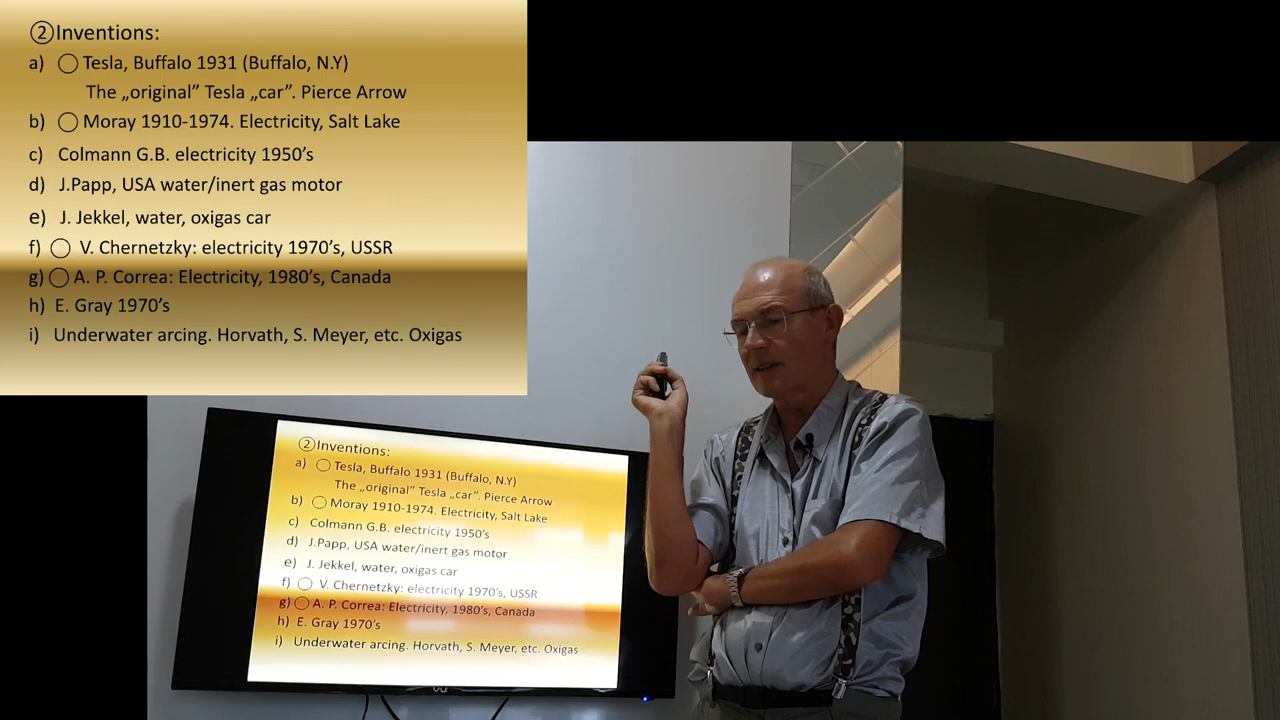 ②Inventions:
a) ◯ Tesla, Buffalo 1931 (Buffalo, N.Y)
The „original” Tesla „car”. Pierce Arrow
b) ◯ Moray 1910-1974. Electricity, Salt Lake
c) Colmann G.B. electricity 1950’s
d) J.Papp, USA water/inert gas motor
e) J. Jekkel, water, oxigas car
f) ◯ V. Chernetzky: electricity 1970’s, USSR
g) ◯ A. P. Correa: Electricity, 1980’s, Canada
h) E. Gray 1970’s
i) Underwater arcing. Horvath, S. Meyer, etc. Oxigas
②Inventions:
a) ◯ Tesla, Buffalo 1931 (Buffalo, N.Y)
The „original” Tesla „car”. Pierce Arrow
b) ◯ Moray 1910-1974. Electricity, Salt Lake
c) Colmann G.B. electricity 1950’s
d) J.Papp, USA water/inert gas motor
e) J. Jekkel, water, oxigas car
f) ◯ V. Chernetzky: electricity 1970’s, USSR
g) ◯ A. P. Correa: Electricity, 1980’s, Canada
h) E. Gray 1970’s
i) Underwater arcing. Horvath, S. Meyer, etc. Oxigas